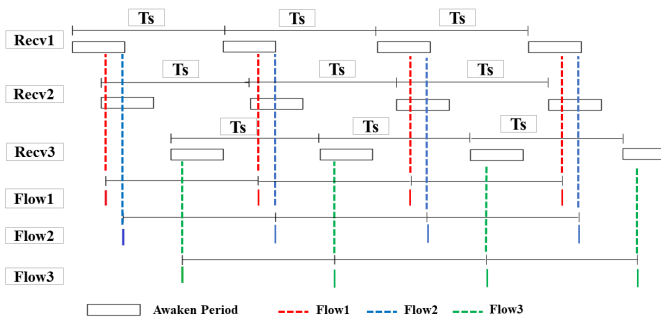 Ts Ts Ts
Recv1
Ts Ts Ts
Recv2
Ts Ts Ts
Recv3
Flow1
Flow2
Flow3
Awaken Period Flow1 Flow2 Flow3